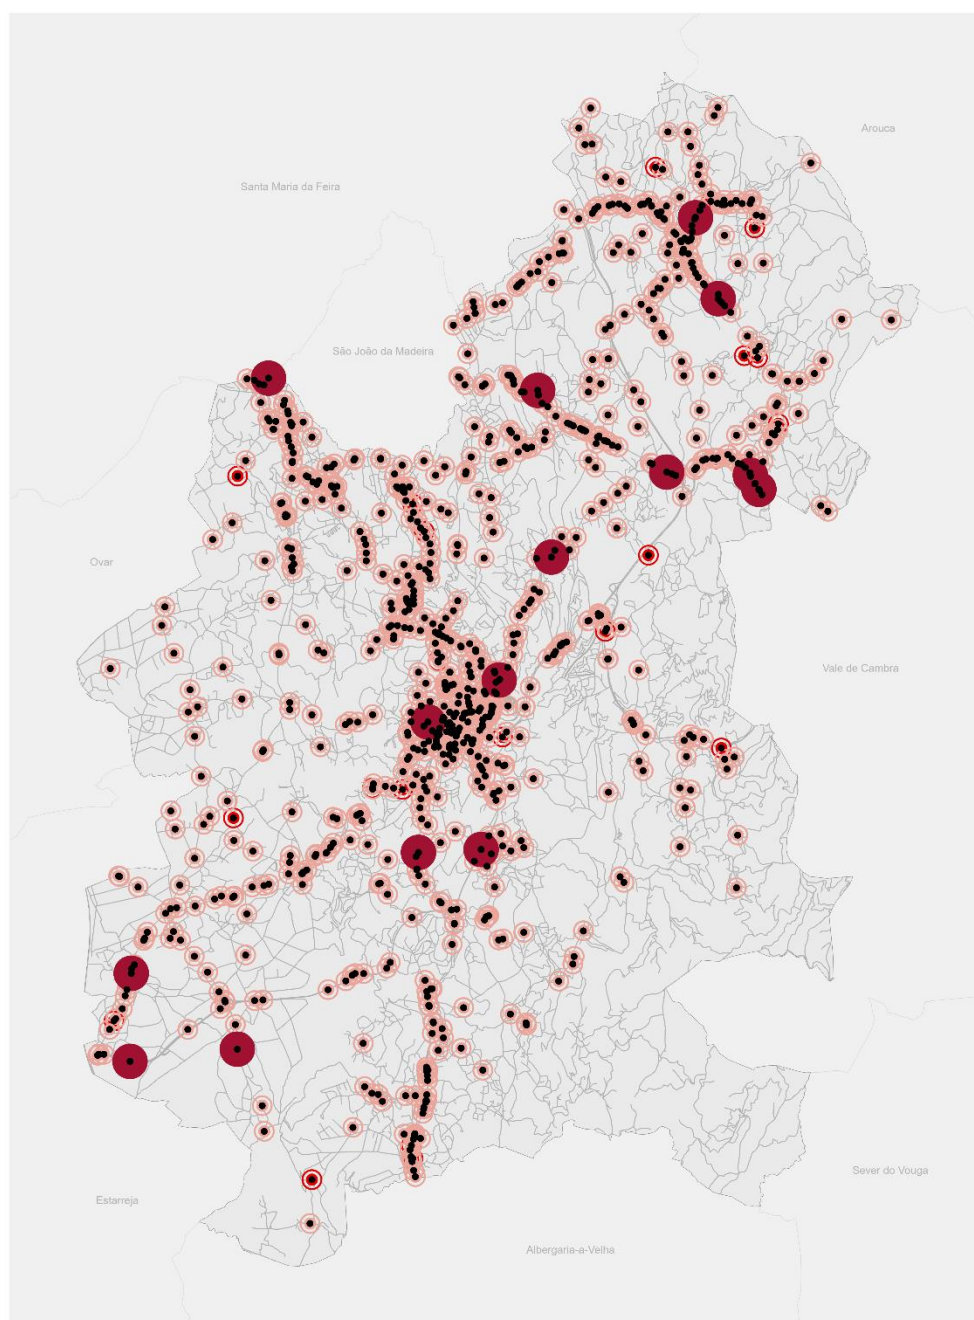 Arouca
Santa Maria da Feira
São João da Madeira
Ovar
Vale de Cambra
Sever do Vouga
Estarreja
Albergaria-a-Velha